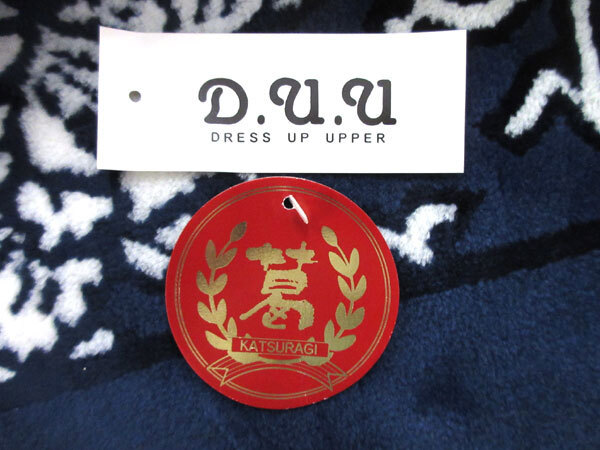 D.U.U
DRESS UP UPPER
葛
KATSURAGI